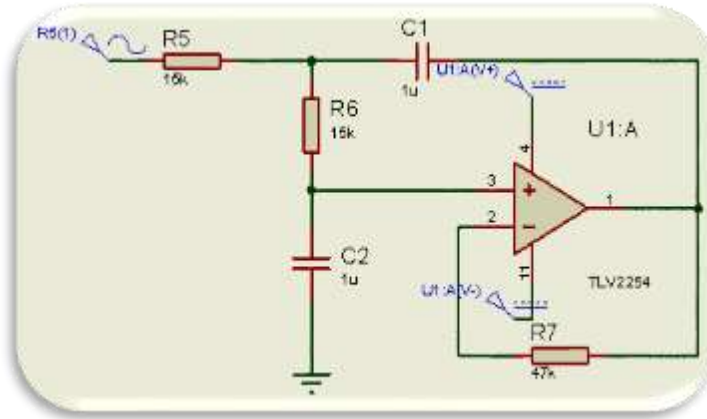 R5(1)
R5
16k
C1
1u
U1:A(V+)
R6
15k
U1:A
4
3
2
1
11
C2
1u
U1:A(V-)
TLV2254
R7
47k